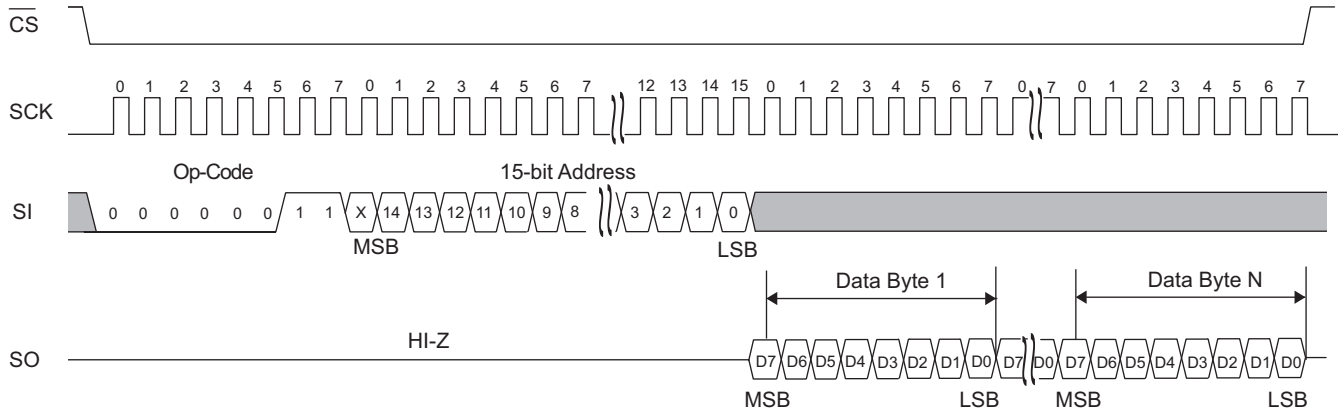 CS
0 1 2 3 4 5 6 7 0 1 2 3 4 5 6 7 12 13 14 15 0 1 2 3 4 5 6 7 0 7 0 1 2 3 4 5 6 7
SCK
Op-Code 15-bit Address
SI 0 0 0 0 0 0 1 1 X 14 13 12 11 10 9 8 3 2 1 0
MSB LSB
Data Byte 1 Data Byte N
HI-Z
SO D7 D6 D5 D4 D3 D2 D1 D0 D7 D0 D7 D6 D5 D4 D3 D2 D1 D0
MSB LSB MSB LSB